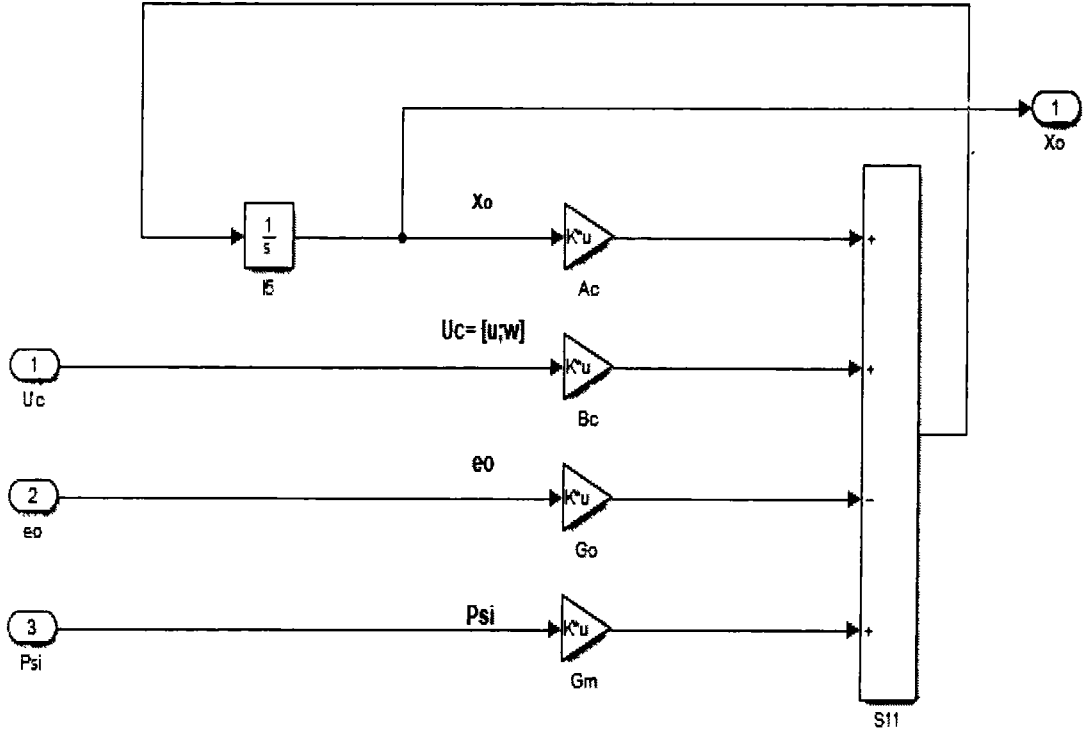 1
Xo
Xo
1
s
I5
K*u
+
Ac
Uc= [u;w]
1
Uc
K*u
+
Bc
eo
2
eo
K*u
-
Go
Psi
3
Psi
K*u
+
Gm
S11